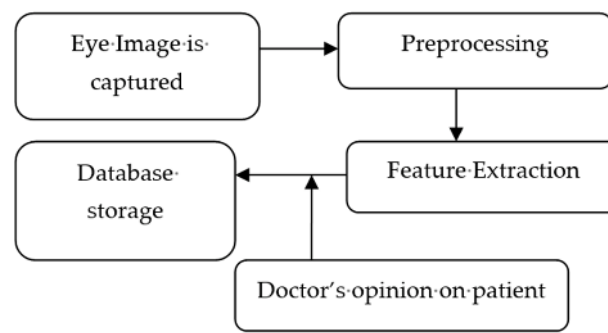 Eye Image is
captured
Preprocessing
Feature Extraction
Database
storage
Doctor's opinion on patient